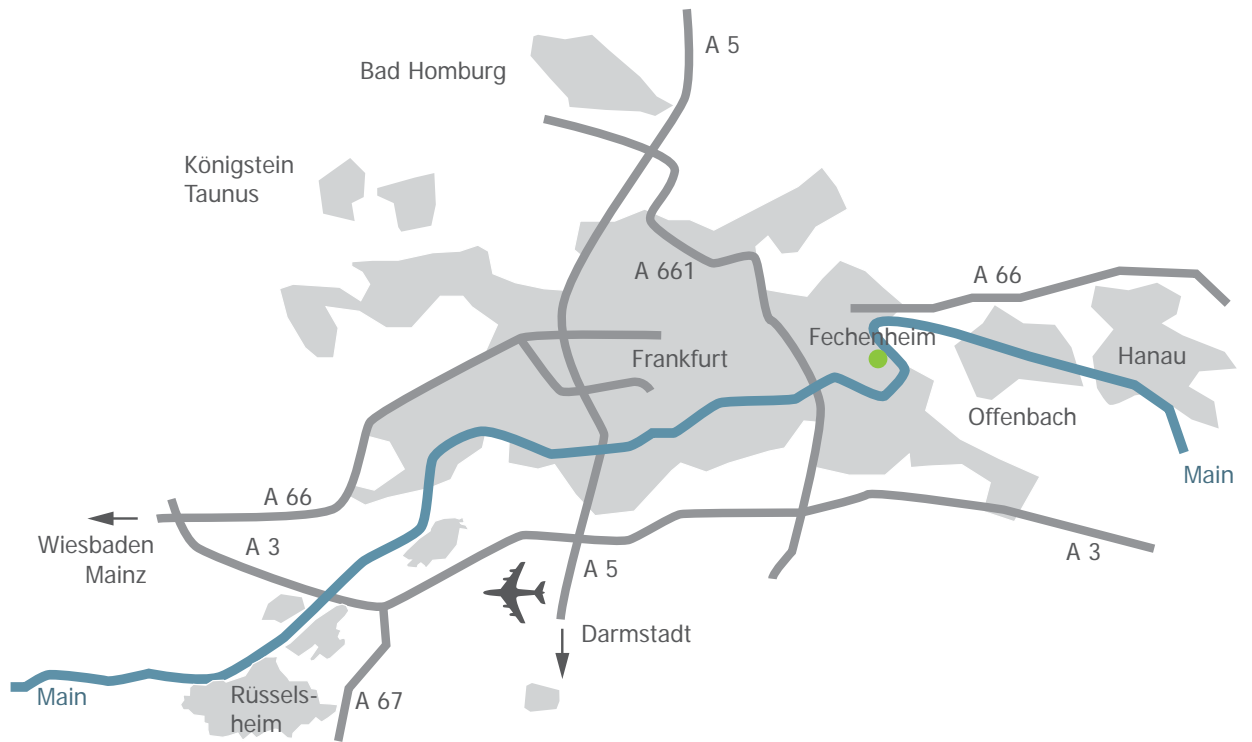 A 5
Bad Homburg
Königstein
Taunus
A 661
A 66
Fechenheim
Frankfurt
Hanau
Offenbach
Main
A 66
Wiesbaden
Mainz
A 3
A 3
A 5
Darmstadt
Main
Rüssels-
heim
A 67